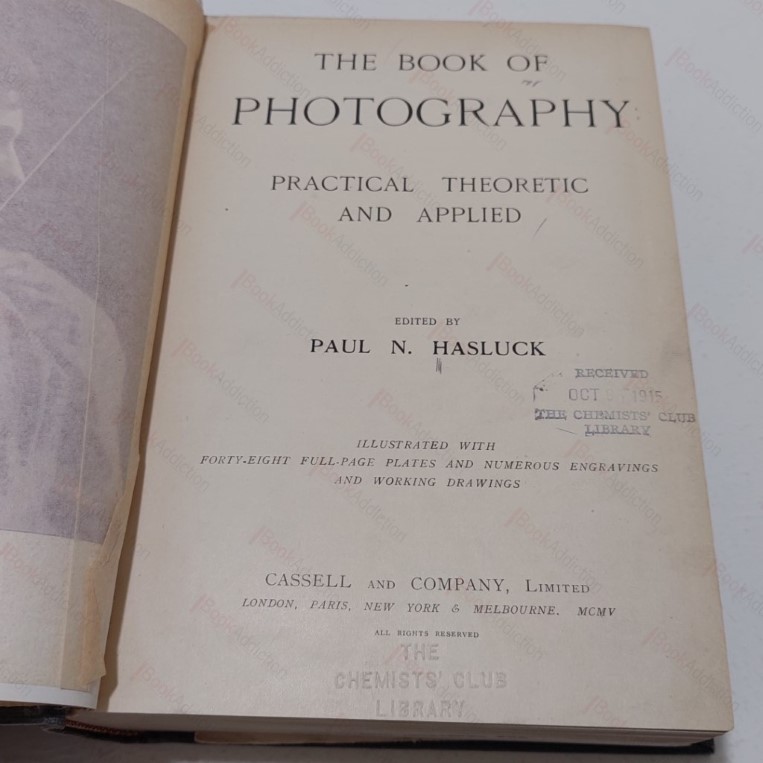 THE BOOK OF
PHOTOGRAPHY
PRACTICAL THEORETIC
AND APPLIED
EDITED BY
PAUL N. HASLUCK
RECEIVED
OCT 1915
THE CHEMISTS' CLUB
LIBRARY
ILLUSTRATED WITH
FORTY-EIGHT FULL-PAGE PLATES AND NUMEROUS ENGRAVINGS
AND WORKING DRAWINGS
CASSELL AND COMPANY, LIMITED
LONDON, PARIS, NEW YORK & MELBOURNE. MCMV
ALL RIGHTS RESERVED
THE
CHEMISTS' CLUB
LIBRARY
BookAddiction